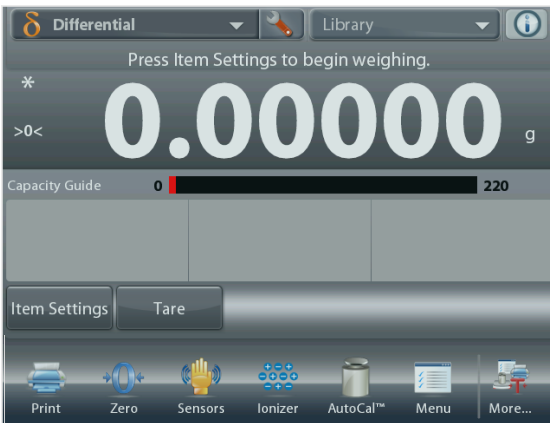 δ Differential Library i
Press Item Settings to begin weighing.
*
>0< 0.00000 g
Capacity Guide 0 220
Item Settings Tare
Print Zero Sensors Ionizer AutoCal™ Menu More...